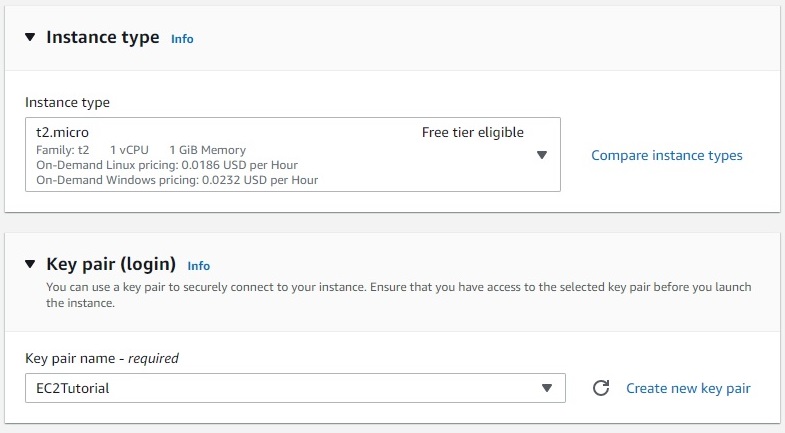 Instance type Info
Instance type
t2.micro Free tier eligible
Family: t2 1 vCPU 1 GiB Memory
On-Demand Linux pricing: 0.0186 USD per Hour
On-Demand Windows pricing: 0.0232 USD per Hour
Compare instance types
Key pair (login) Info
You can use a key pair to securely connect to your instance. Ensure that you have access to the selected key pair before you launch
the instance.
Key pair name - required
EC2Tutorial
Create new key pair